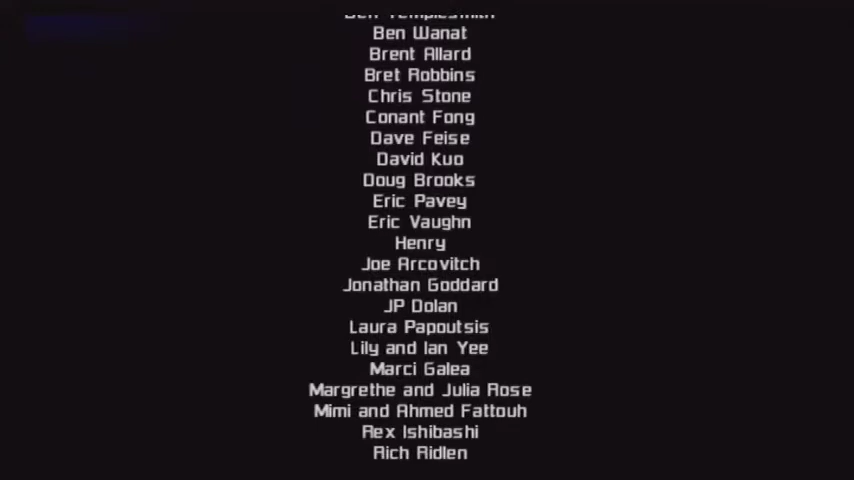 Ben Templesmith
Ben Wanat
Brent Allard
Bret Robbins
Chris Stone
Conant Fong
Dave Feise
David Kuo
Doug Brooks
Eric Pavey
Eric Vaughn
Henry
Joe Arcovitch
Jonathan Goddard
JP Dolan
Laura Papoutsis
Lily and Ian Yee
Marci Galea
Margrethe and Julia Rose
Mimi and Ahmed Fattouh
Rex Ishibashi
Rich Ridlen